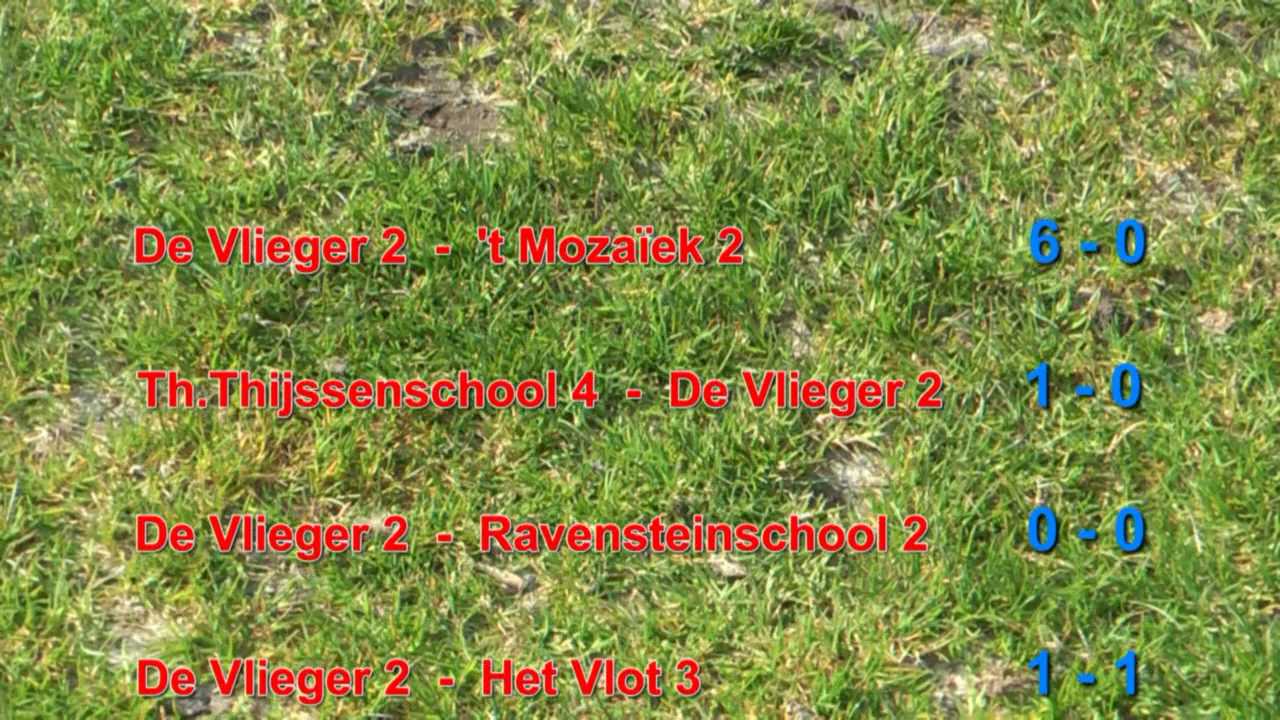 De Vlieger 2 - 't Mozaïek 2 6 - 0
Th.Thijssenschool 4 - De Vlieger 2 1 - 0
De Vlieger 2 - Ravensteinschool 2 0 - 0
De Vlieger 2 - Het Vlot 3 1 - 1